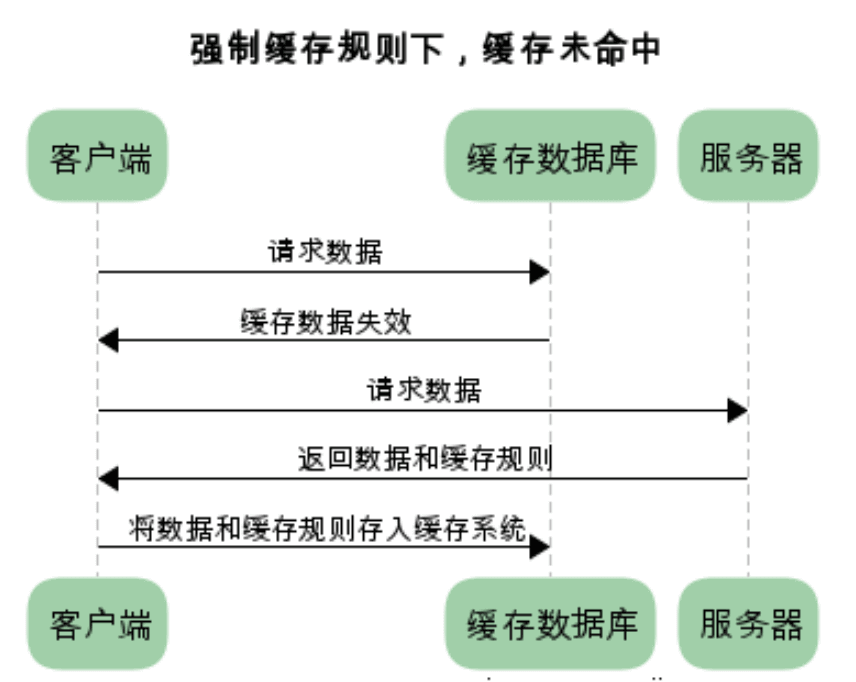 强制缓存规则下，缓存未命中
客户端 缓存数据库 服务器
请求数据
缓存数据失效
请求数据
返回数据和缓存规则
将数据和缓存规则存入缓存系统
客户端 缓存数据库 服务器